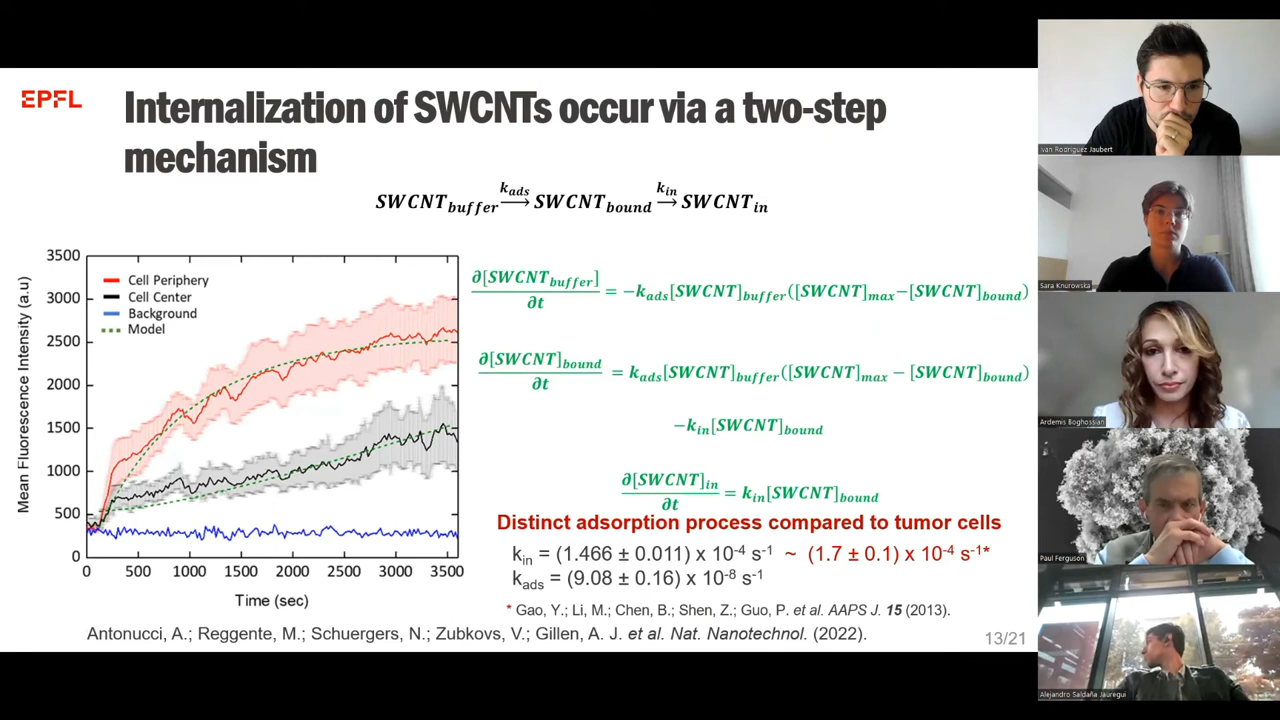 EPFL
Internalization of SWCNTs occur via a two-step
mechanism
SWCNT_buffer →(k_ads) SWCNT_bound →(k_in) SWCNT_in
3500
3000
2500
2000
1500
1000
500
0
Mean Fluorescence Intensity (a.u)
Cell Periphery
Cell Center
Background
Model
0 500 1000 1500 2000 2500 3000 3500
Time (sec)
∂[SWCNT_buffer]/∂t = −k_ads[SWCNT]_buffer([SWCNT]_max−[SWCNT]_bound)
∂[SWCNT]_bound/∂t = k_ads[SWCNT]_buffer([SWCNT]_max − [SWCNT]_bound)
−k_in[SWCNT]_bound
∂[SWCNT]_in/∂t = k_in[SWCNT]_bound
Distinct adsorption process compared to tumor cells
k_in = (1.466 ± 0.011) x 10⁻⁴ s⁻¹ ~ (1.7 ± 0.1) x 10⁻⁴ s⁻¹*
k_ads = (9.08 ± 0.16) x 10⁻⁸ s⁻¹
* Gao, Y.; Li, M.; Chen, B.; Shen, Z.; Guo, P. et al. AAPS J. 15 (2013).
Antonucci, A.; Reggente, M.; Schuergers, N.; Zubkovs, V.; Gillen, A. J. et al. Nat. Nanotechnol. (2022).
13/21
Ivan Rodriguez Jaubert
Sara Knurowska
Ardemis Boghossian
Paul Ferguson
Alejandro Saldaña Jauregui